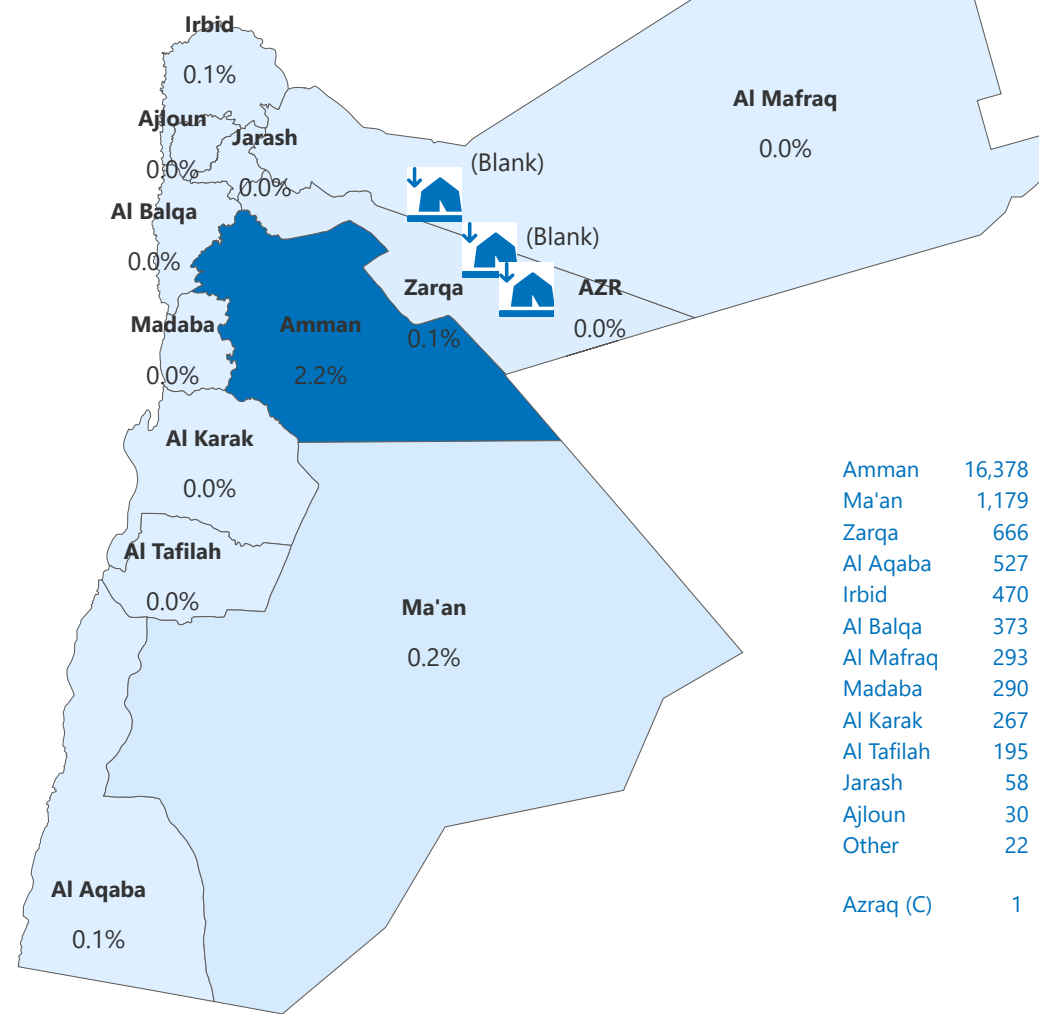 Irbid
0.1%
Al Mafraq
0.0%
Ajloun
0.0%
Jarash
0.0%
(Blank)
Al Balqa
0.0%
(Blank)
Zarqa
0.1%
AZR
0.0%
Madaba
0.0%
Amman
2.2%
Al Karak
0.0%
Al Tafilah
0.0%
Ma'an
0.2%
Al Aqaba
0.1%
Amman 16,378
Ma'an 1,179
Zarqa 666
Al Aqaba 527
Irbid 470
Al Balqa 373
Al Mafraq 293
Madaba 290
Al Karak 267
Al Tafilah 195
Jarash 58
Ajloun 30
Other 22
Azraq (C) 1